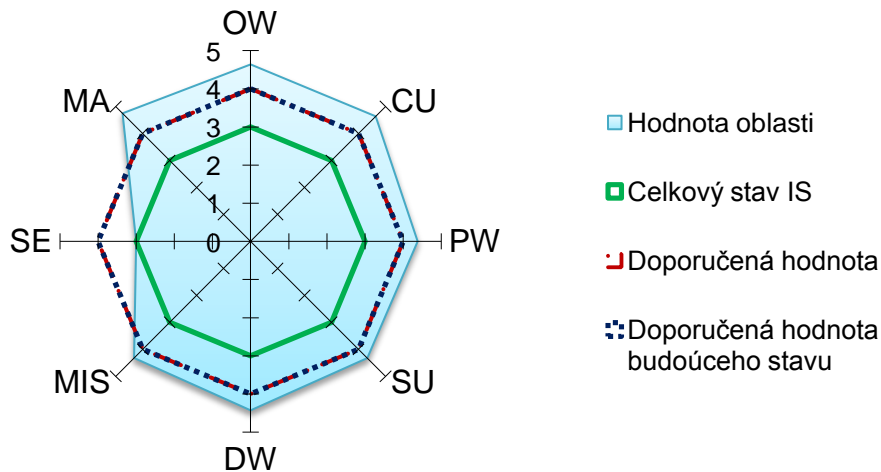 OW
5
MA
4
CU
3
2
1
SE
0
PW
MIS
SU
DW
Hodnota oblasti
Celkový stav IS
Doporučená hodnota
Doporučená hodnota
budoúceho stavu